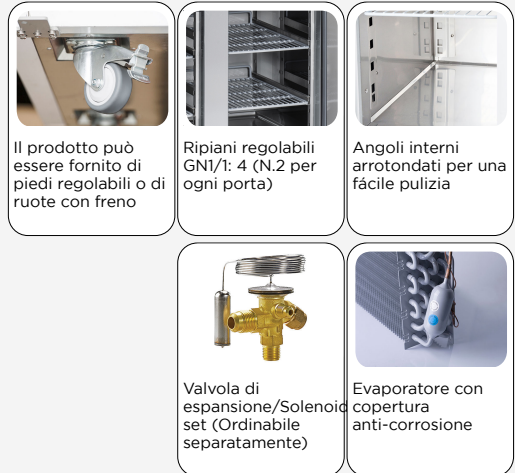 Il prodotto può
essere fornito di
piedi regolabili o di
ruote con freno
Ripiani regolabili
GN1/1: 4 (N.2 per
ogni porta)
Angoli interni
arrotondati per una
fácile pulizia
Valvola di
espansione/Solenoid
set (Ordinabile
separatamente)
Evaporatore con
copertura
anti-corrosione